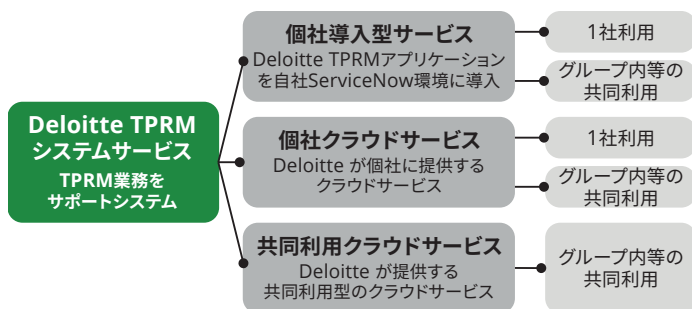 Deloitte TPRM
システムサービス
TPRM業務を
サポートシステム
個社導入型サービス
Deloitte TPRMアプリケーション
を自社ServiceNow環境に導入
1社利用
グループ内等の
共同利用
個社クラウドサービス
Deloitte が個社に提供する
クラウドサービス
1社利用
グループ内等の
共同利用
共同利用クラウドサービス
Deloitte が提供する
共同利用型のクラウドサービス
グループ内等の
共同利用